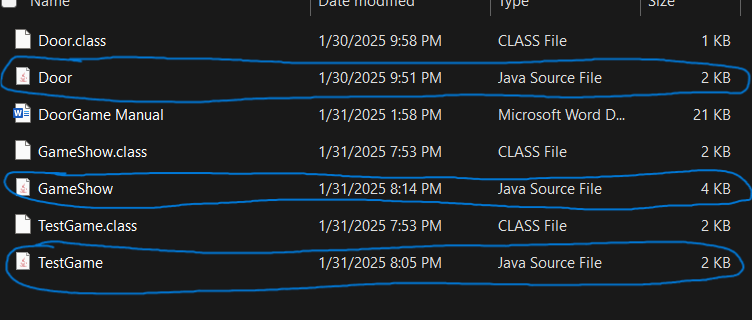 Name Date modified Type Size
Door.class 1/30/2025 9:58 PM CLASS File 1 KB
Door 1/30/2025 9:51 PM Java Source File 2 KB
DoorGame Manual 1/31/2025 1:58 PM Microsoft Word D... 21 KB
GameShow.class 1/31/2025 7:53 PM CLASS File 2 KB
GameShow 1/31/2025 8:14 PM Java Source File 4 KB
TestGame.class 1/31/2025 7:53 PM CLASS File 2 KB
TestGame 1/31/2025 8:05 PM Java Source File 2 KB